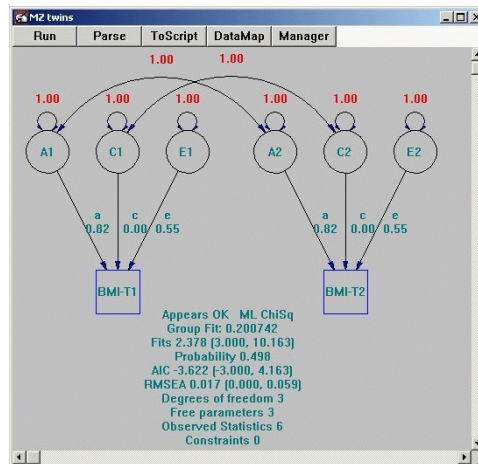 MZ twins
Run Parse ToScript DataMap Manager
1.00 1.00
1.00 1.00 1.00 1.00 1.00 1.00
A1 C1 E1 A2 C2 E2
a c e a c e
0.82 0.00 0.55 0.82 0.00 0.55
BMI-T1 BMI-T2
Appears OK ML ChiSq
Group Fit: 0.200742
Fits 2.378 (3.000, 10.163)
Probability 0.498
AIC -3.622 (-3.000, 4.163)
RMSEA 0.017 (0.000, 0.059)
Degrees of freedom 3
Free parameters 3
Observed Statistics 6
Constraints 0